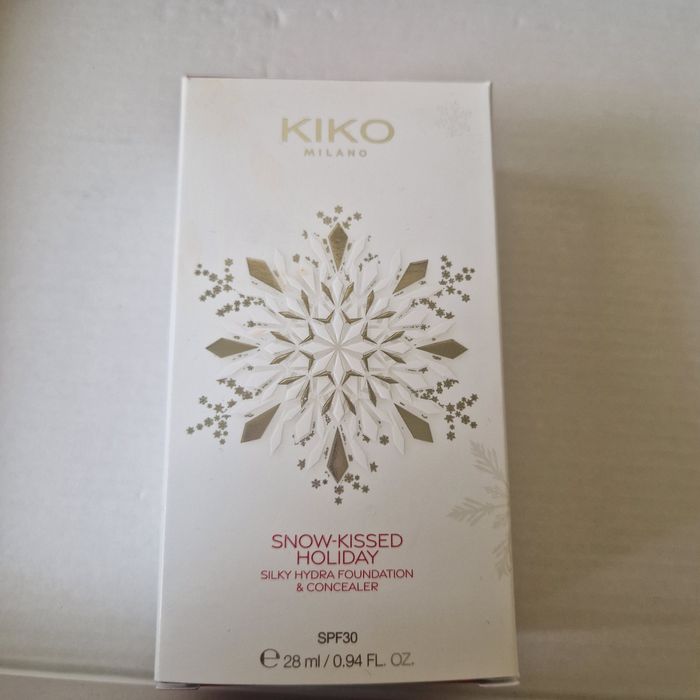 KIKO
MILANO
SNOW-KISSED
HOLIDAY
SILKY HYDRA FOUNDATION
& CONCEALER
SPF30
℮ 28 ml / 0.94 FL. OZ.